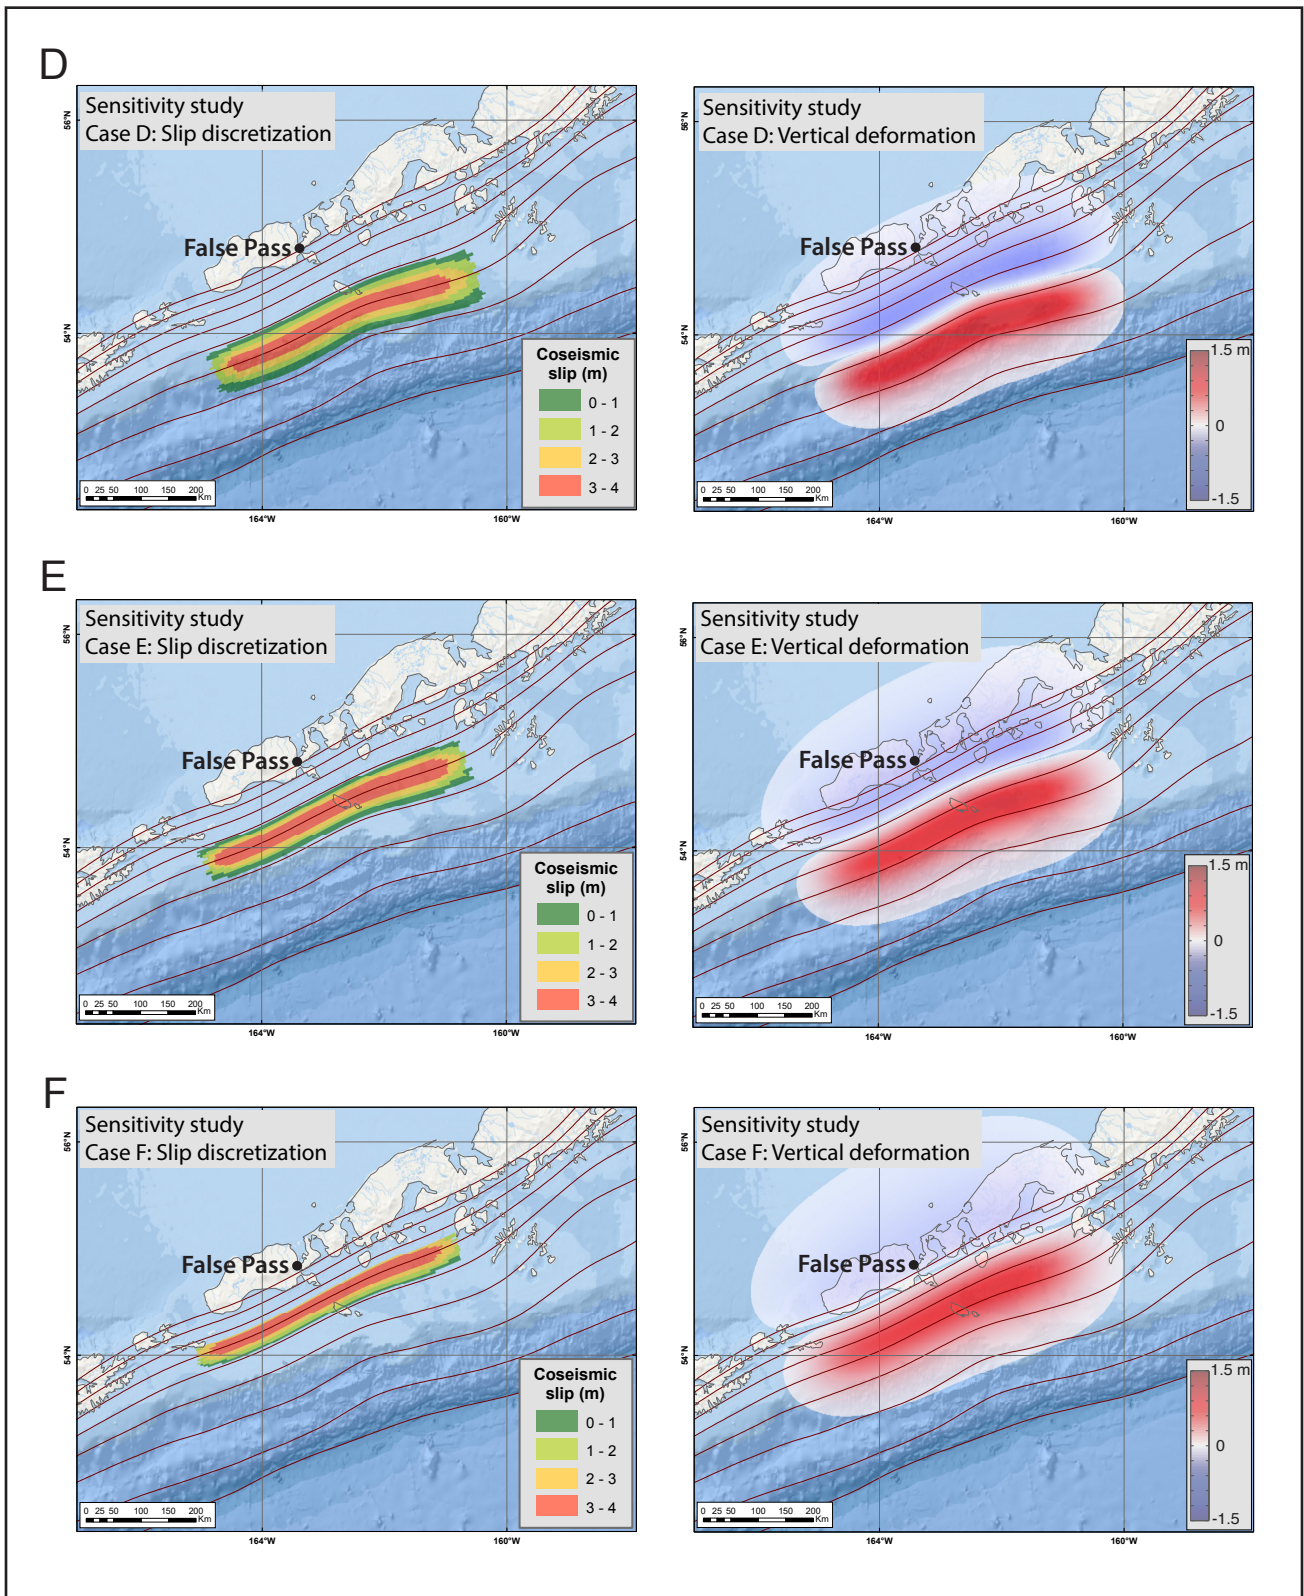 D
Sensitivity study
Case D: Slip discretization
56°N
54°N
False Pass
Coseismic
slip (m)
0 - 1
1 - 2
2 - 3
3 - 4
0 25 50 100 150 200
Km
164°W
160°W
Sensitivity study
Case D: Vertical deformation
56°N
54°N
False Pass
1.5 m
0
-1.5
0 25 50 100 150 200
Km
164°W
160°W
E
Sensitivity study
Case E: Slip discretization
56°N
54°N
False Pass
Coseismic
slip (m)
0 - 1
1 - 2
2 - 3
3 - 4
0 25 50 100 150 200
Km
164°W
160°W
Sensitivity study
Case E: Vertical deformation
56°N
54°N
False Pass
1.5 m
0
-1.5
0 25 50 100 150 200
Km
164°W
160°W
F
Sensitivity study
Case F: Slip discretization
56°N
54°N
False Pass
Coseismic
slip (m)
0 - 1
1 - 2
2 - 3
3 - 4
0 25 50 100 150 200
Km
164°W
160°W
Sensitivity study
Case F: Vertical deformation
56°N
54°N
False Pass
1.5 m
0
-1.5
0 25 50 100 150 200
Km
164°W
160°W